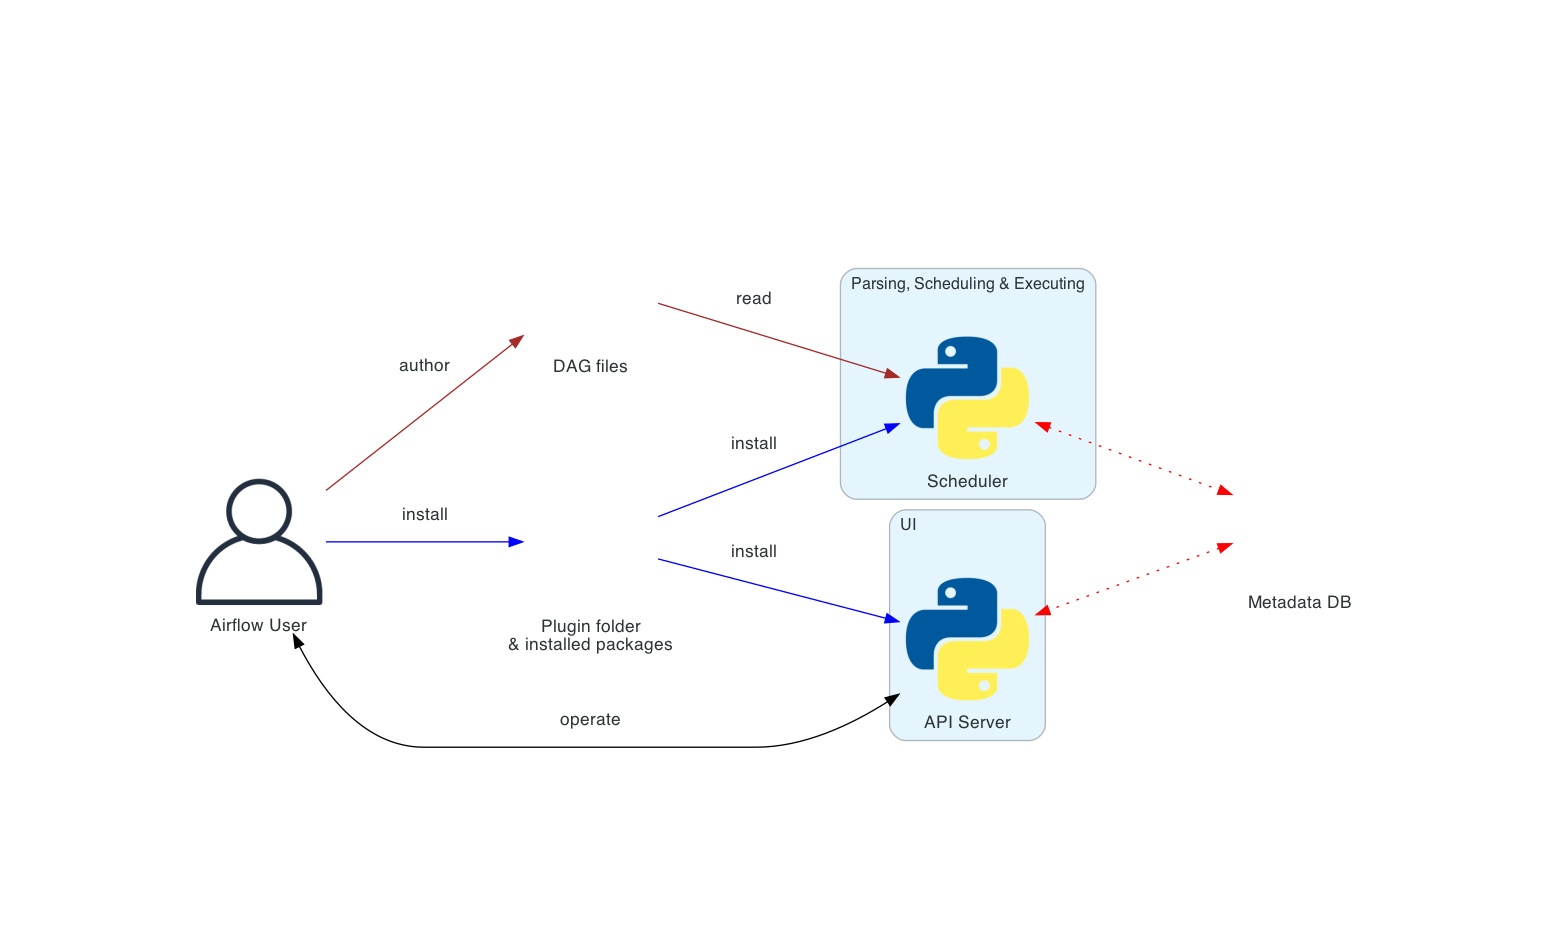 Parsing, Scheduling & Executing
read
author
DAG files
install
Scheduler
install
install
UI
Airflow User
Plugin folder
& installed packages
Metadata DB
operate
API Server